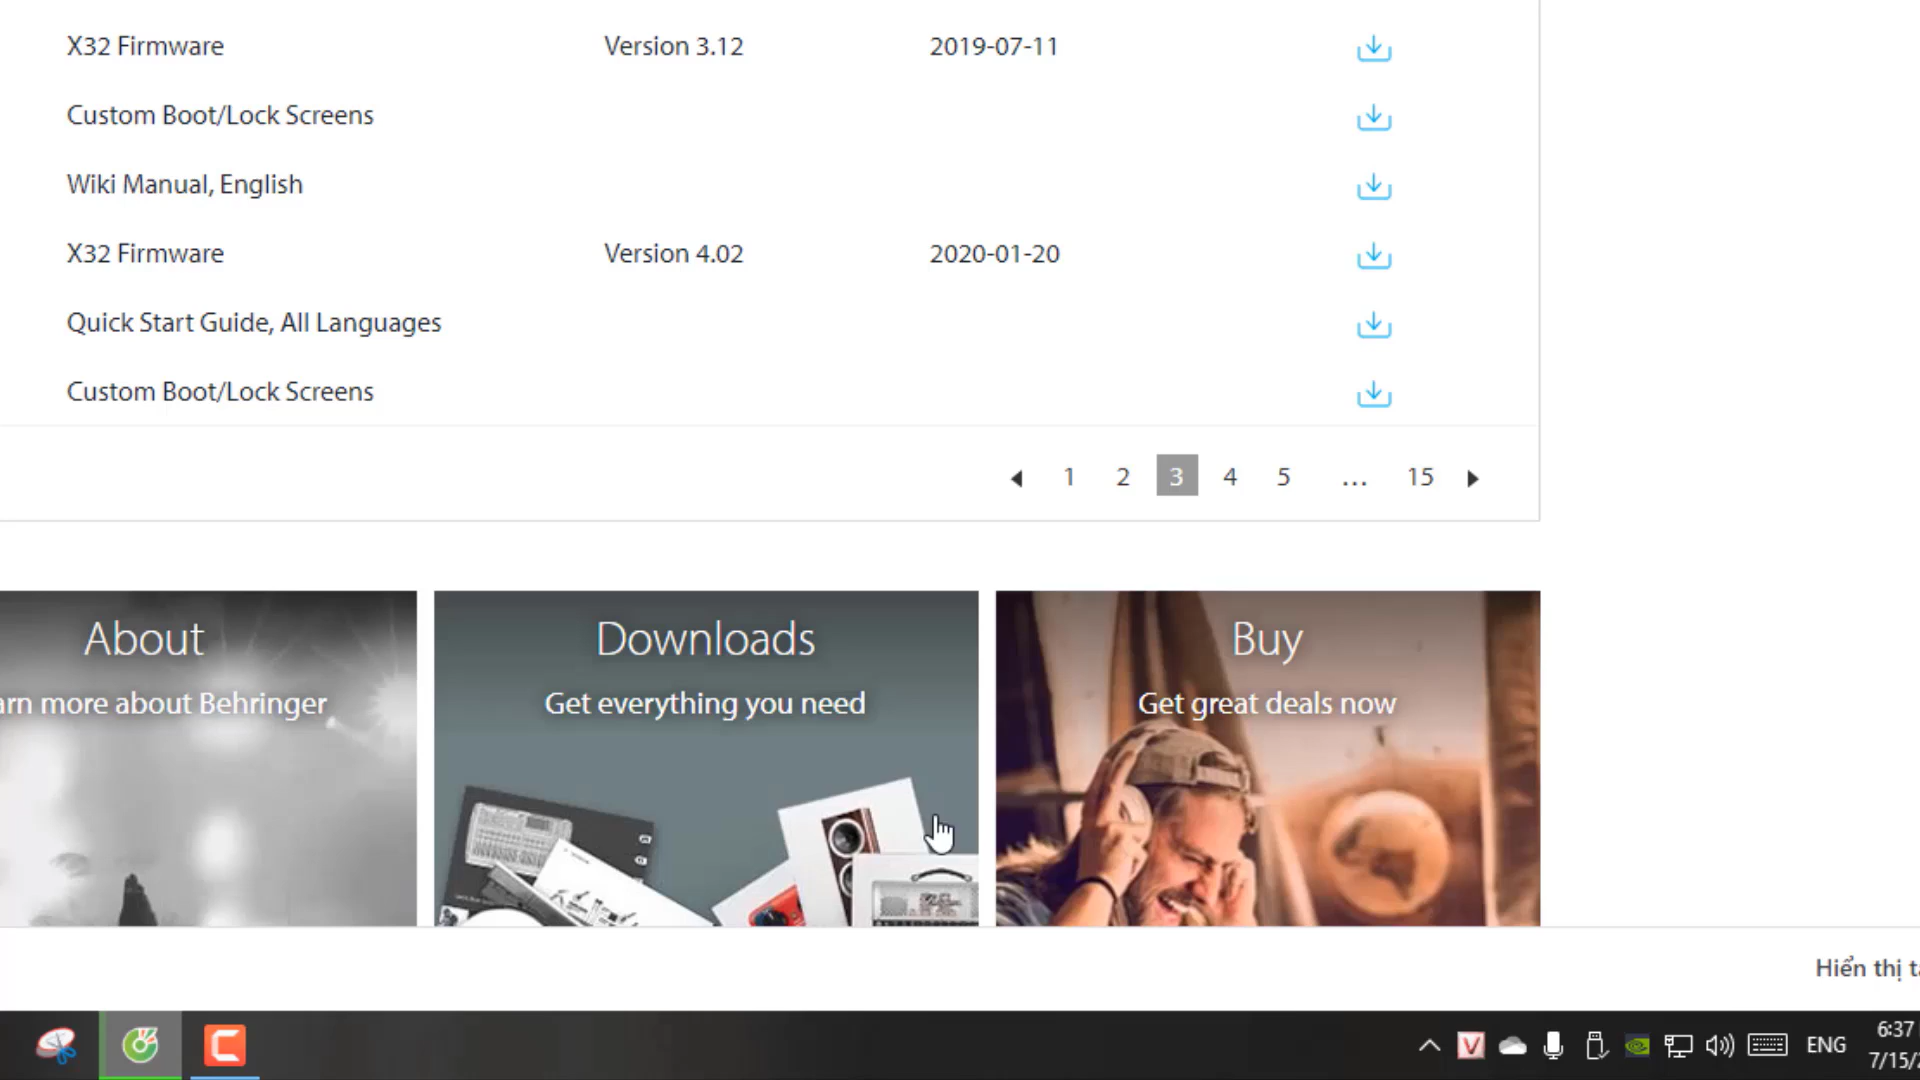 X32 Firmware Version 3.12 2019-07-11
Custom Boot/Lock Screens
Wiki Manual, English
X32 Firmware Version 4.02 2020-01-20
Quick Start Guide, All Languages
Custom Boot/Lock Screens
1 2 3 4 5 ... 15
About
arn more about Behringer
Downloads
Get everything you need
Buy
Get great deals now
Hiển thị t
ENG
6:37
7/15/